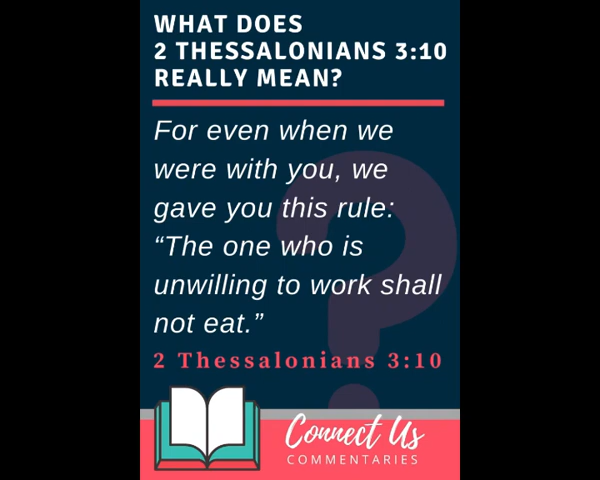 WHAT DOES
2 THESSALONIANS 3:10
REALLY MEAN?
For even when we
were with you, we
gave you this rule:
“The one who is
unwilling to work shall
not eat.”
2 Thessalonians 3:10
Connect Us
COMMENTARIES